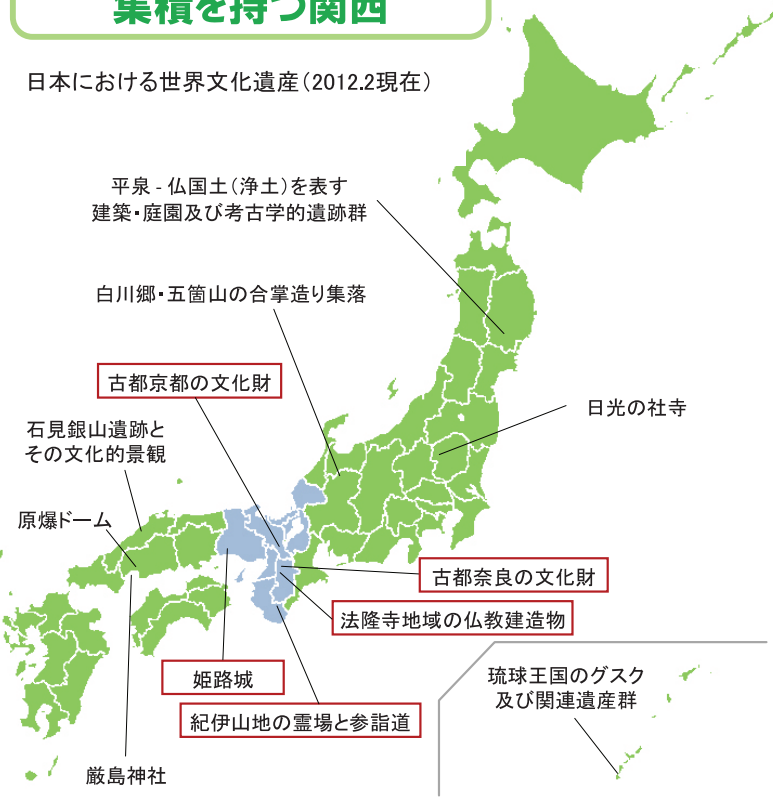 集積を持つ関西
日本における世界文化遺産(2012.2現在)
平泉 - 仏国土(浄土)を表す
建築・庭園及び考古学的遺跡群
白川郷・五箇山の合掌造り集落
古都京都の文化財
日光の社寺
石見銀山遺跡と
その文化的景観
原爆ドーム
古都奈良の文化財
法隆寺地域の仏教建造物
姫路城
紀伊山地の霊場と参詣道
琉球王国のグスク
及び関連遺産群
厳島神社